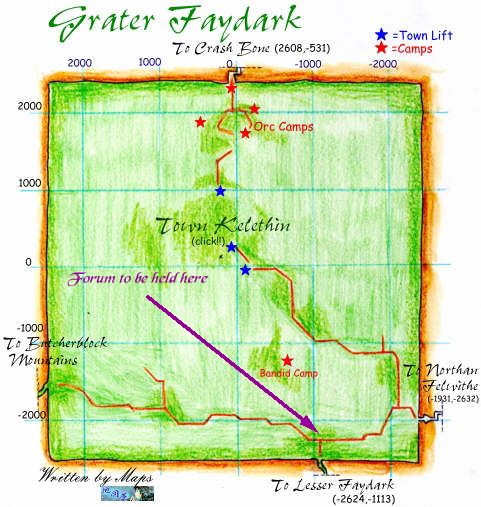 Grater Faydark
To Crash Bone (2608,-531)
=Town Lift
=Camps
2000 1000 0 -1000 -2000
2000
Orc Camps
1000
Town Kelethin
(click!!)
0
Forum to be held here
-1000
To Butcherblock
Mountains
Bandid Camp
To Northan
Felwithe
(-1931,-2632)
-2000
Written by Maps
To Lesser Faydark
(-2624,-1113)